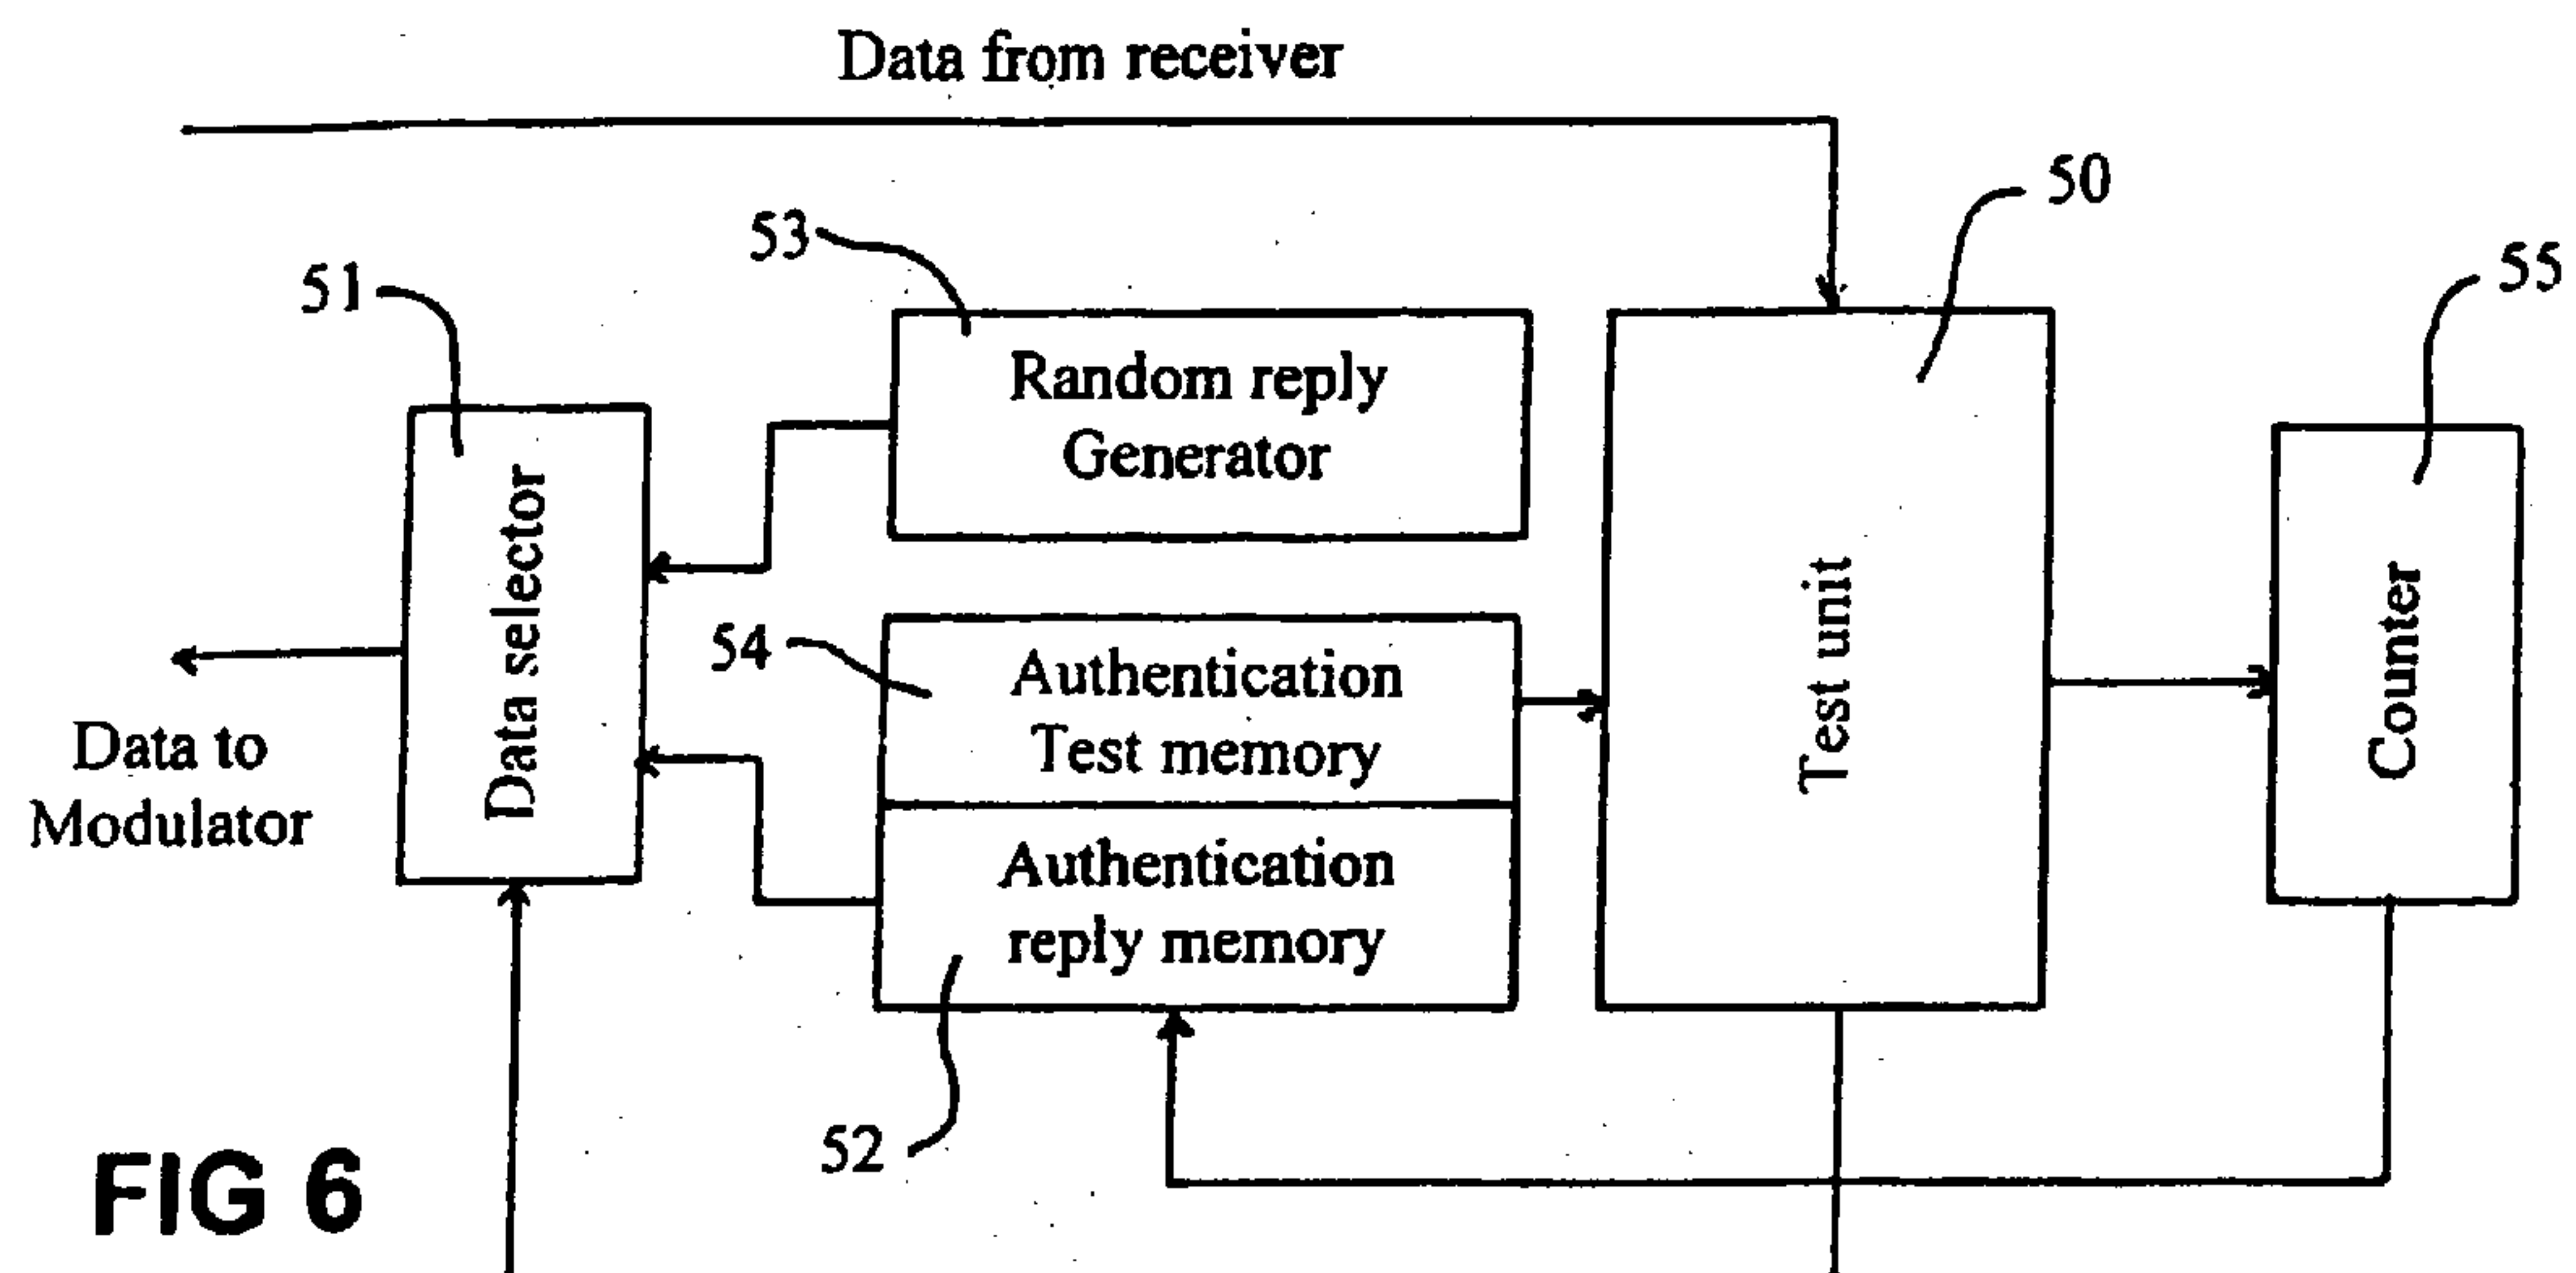 Data from receiver
50
53
55
51
Random reply
Generator
Data selector
Test unit
Counter
54
Authentication
Test memory
Data to
Modulator
Authentication
reply memory
52
FIG 6